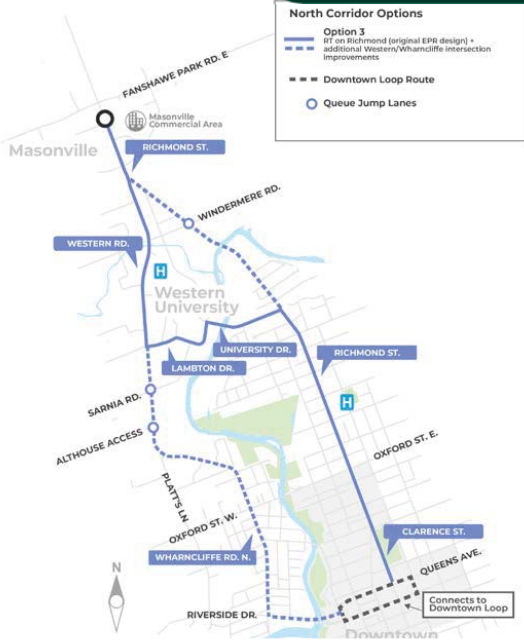 North Corridor Options
Option 3
RT on Richmond (original EPR design) +
additional Western/Wharncliffe intersection
improvements
Downtown Loop Route
Queue Jump Lanes
FANSHAWE PARK RD. E
Masonville
Commercial Area
Masonville
RICHMOND ST.
WINDERMERE RD.
WESTERN RD.
H
Western
University
UNIVERSITY DR.
RICHMOND ST.
LAMBTON DR.
SARNIA RD.
H
ALTHOUSE ACCESS
OXFORD ST. E.
PLATT'S LN
OXFORD ST. W.
CLARENCE ST.
WHARNCLIFFE RD. N.
QUEENS AVE.
N
Connects to
Downtown Loop
RIVERSIDE DR.
Downtown